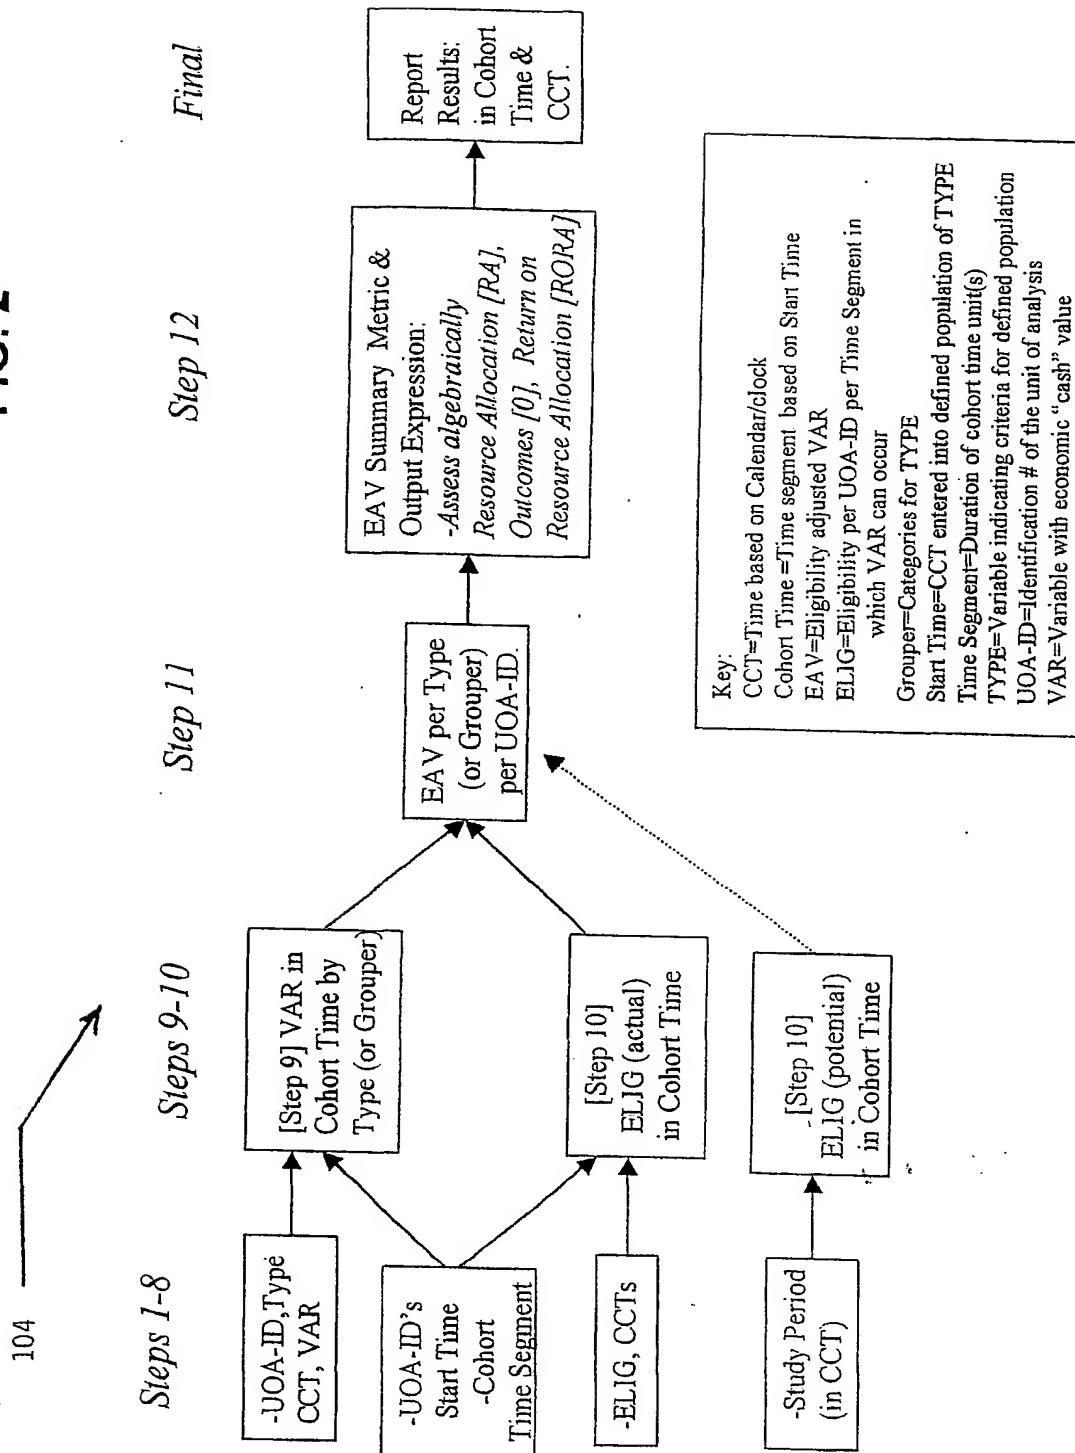 104
Steps 1-8
Steps 9-10
Step 11
Step 12
Final
-UOA-ID,Type
CCT, VAR
-UOA-ID's
Start Time
-Cohort
Time Segment
-ELIG, CCTs
-Study Period
(in CCT)
[Step 9] VAR in
Cohort Time by
Type (or Grouper)
[Step 10]
ELIG (actual)
in Cohort Time
-[Step 10]
ELIG (potential)
in Cohort Time
EAV per Type
(or Grouper)
per UOA-ID.
EAV Summary Metric &
Output Expression:
-Assess algebraically
Resource Allocation [RA],
Outcomes [0], Return on
Resource Allocation [RORA]
Report
Results:
in Cohort
Time &
CCT.
Key:
CCT=Time based on Calendar/clock
Cohort Time =Time segment based on Start Time
EAV=Eligibility adjusted VAR
ELIG=Eligibility per UOA-ID per Time Segment in
which VAR can occur
Grouper=Categories for TYPE
Start Time=CCT entered into defined population of TYPE
Time Segment=Duration of cohort time unit(s)
TYPE=Variable indicating criteria for defined population
UOA-ID=Identification # of the unit of analysis
VAR=Variable with economic "cash" value